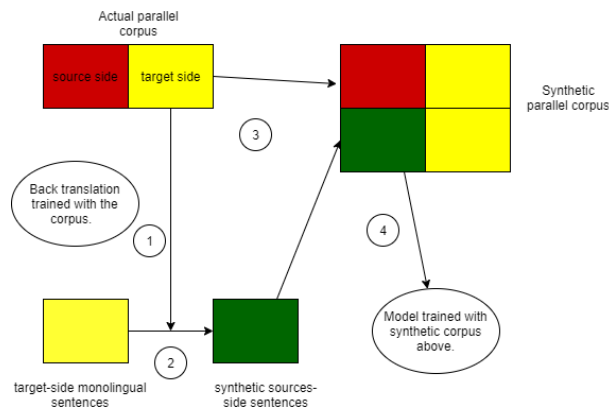 Actual parallel
corpus
source side
target side
Synthetic
parallel corpus
3
Back translation
trained with the
corpus.
1
4
2
Model trained with
synthetic corpus
above.
target-side monolingual
sentences
synthetic sources-
side sentences